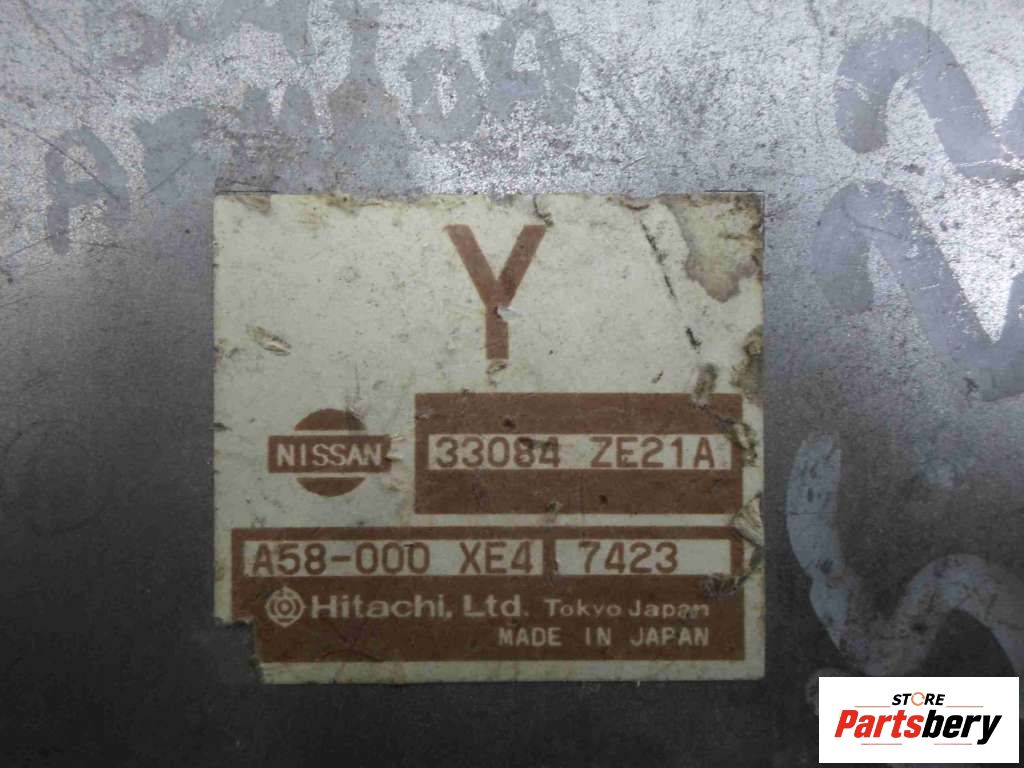 Y
NISSAN
33084 ZE21A
A58-000 XE4 7423
Hitachi, Ltd. Tokyo Japan
MADE IN JAPAN
STORE
Partsbery